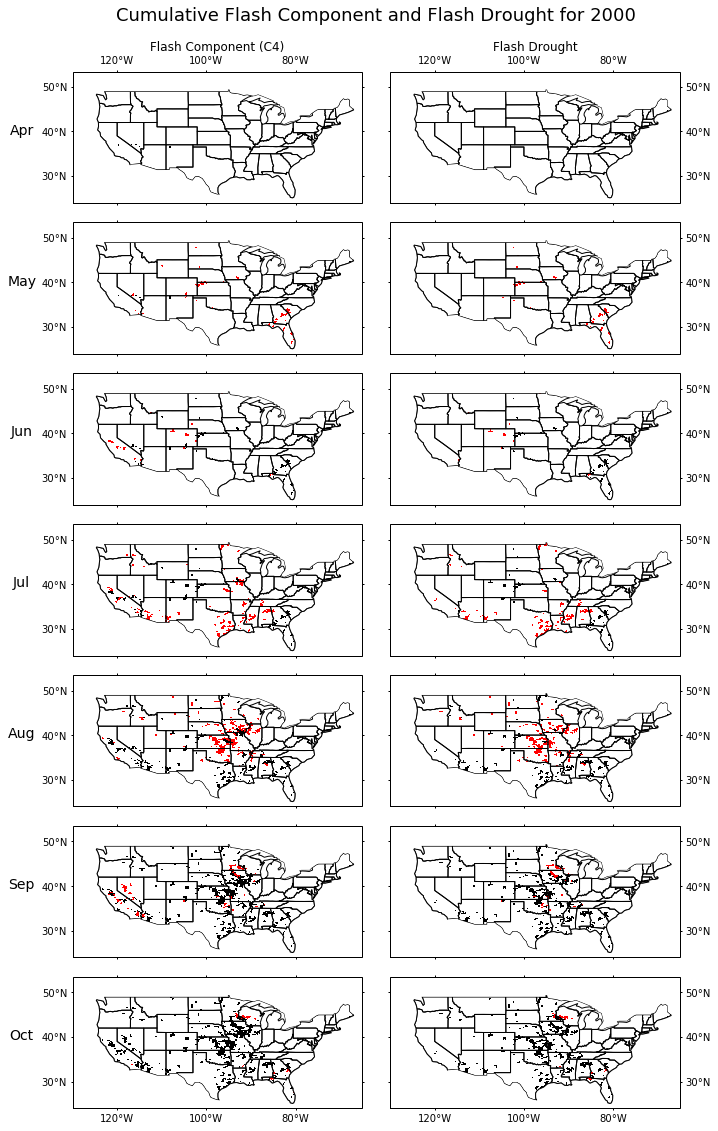 Cumulative Flash Component and Flash Drought for 2000
Flash Component (C4) Flash Drought
120°W 100°W 80°W 120°W 100°W 80°W
50°N 50°N
Apr 40°N 40°N
30°N 30°N
50°N 50°N
May 40°N 40°N
30°N 30°N
50°N 50°N
Jun 40°N 40°N
30°N 30°N
50°N 50°N
Jul 40°N 40°N
30°N 30°N
50°N 50°N
Aug 40°N 40°N
30°N 30°N
50°N 50°N
Sep 40°N 40°N
30°N 30°N
50°N 50°N
Oct 40°N 40°N
30°N 30°N
120°W 100°W 80°W 120°W 100°W 80°W